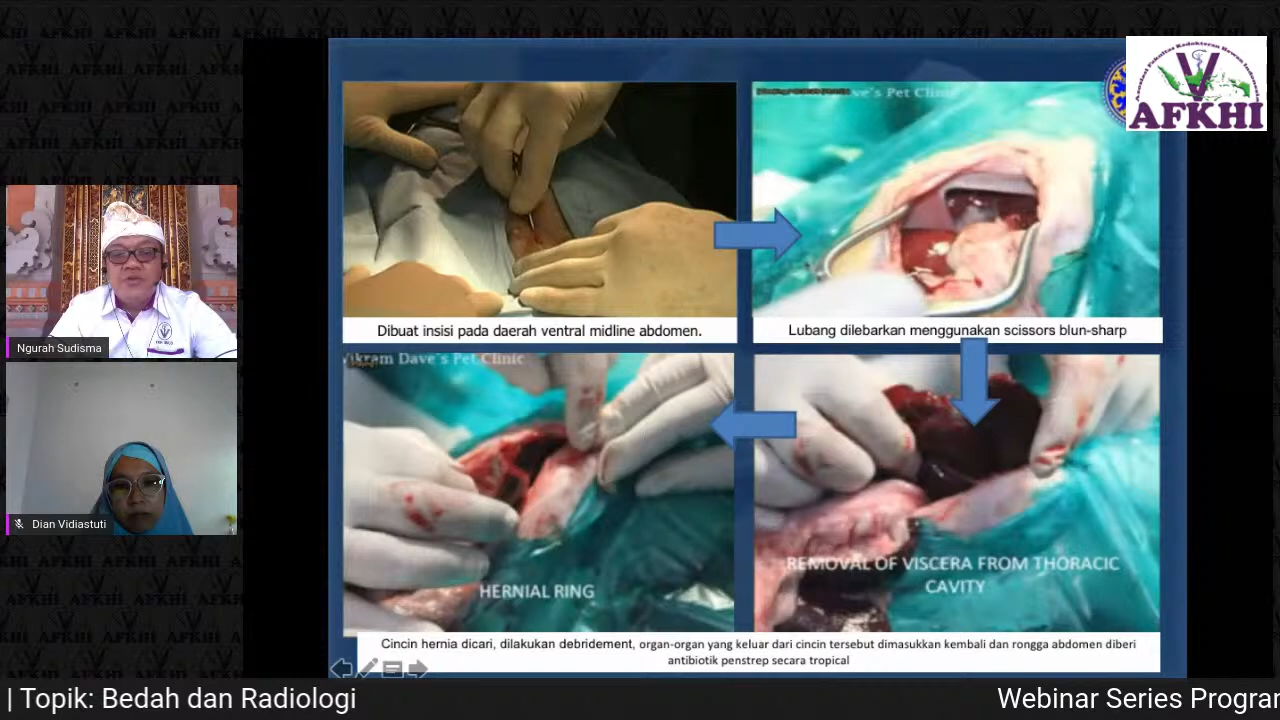 AFKHI
Dave's Pet Clinic
Dibuat insisi pada daerah ventral midline abdomen.
Lubang dilebarkan menggunakan scissors blun-sharp
Ngurah Sudisma
Vikram Dave's Pet Clinic
HERNIAL RING
REMOVAL OF VISCERA FROM THORACIC
CAVITY
Dian Vidiastuti
Cincin hernia dicari, dilakukan debridement, organ-organ yang keluar dari cincin tersebut dimasukkan kembali dan rongga abdomen diberi
antibiotik penstrep secara tropical
| Topik: Bedah dan Radiologi
Webinar Series Program